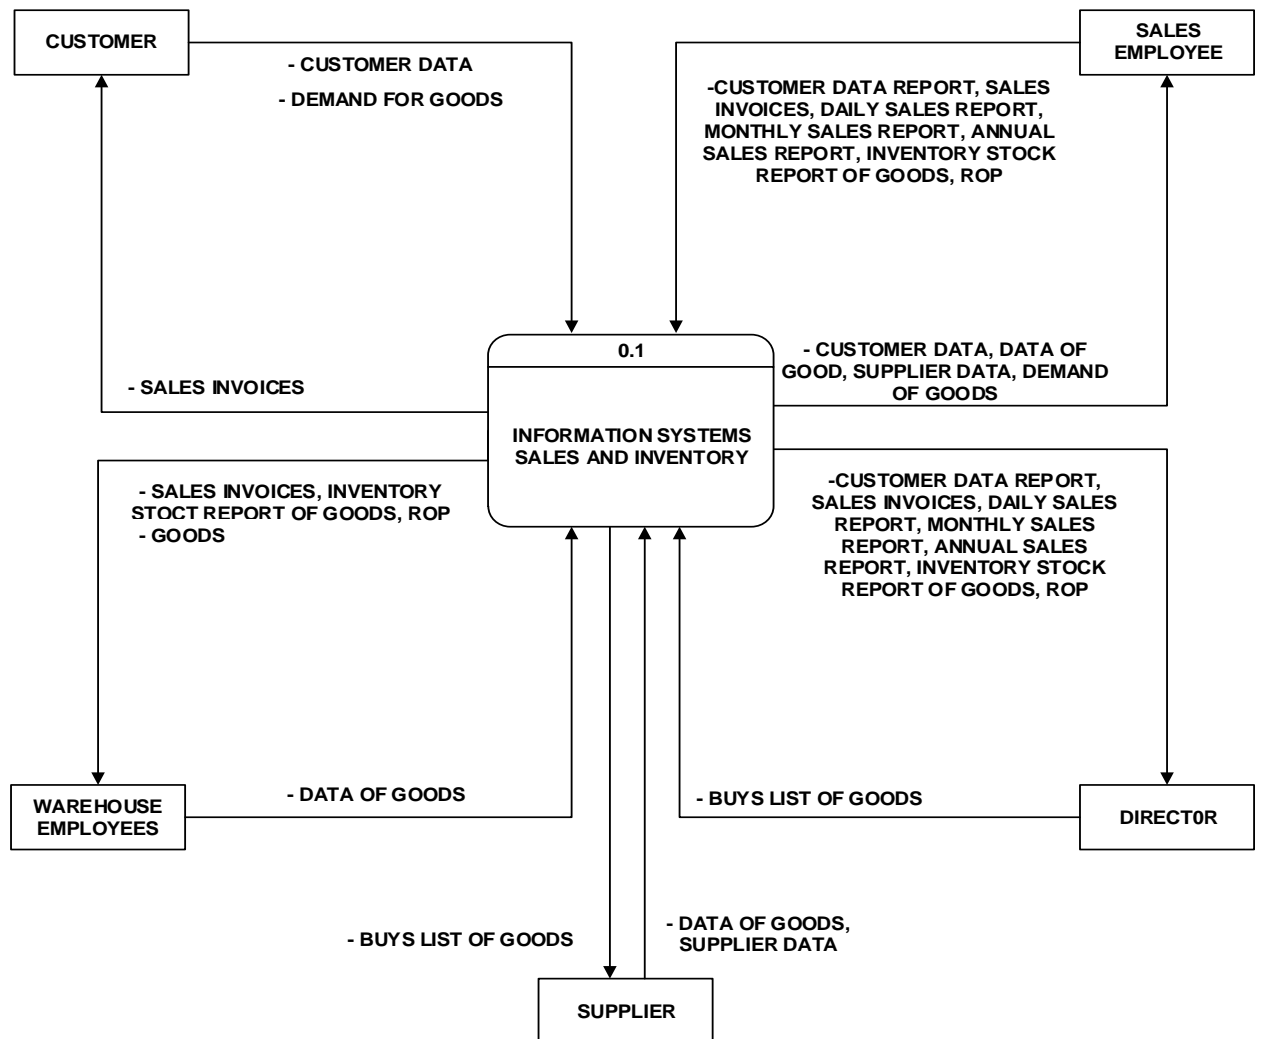 CUSTOMER
SALES
EMPLOYEE
- CUSTOMER DATA
- DEMAND FOR GOODS
-CUSTOMER DATA REPORT, SALES
INVOICES, DAILY SALES REPORT,
MONTHLY SALES REPORT, ANNUAL
SALES REPORT, INVENTORY STOCK
REPORT OF GOODS, ROP
0.1
INFORMATION SYSTEMS
SALES AND INVENTORY
- SALES INVOICES
- CUSTOMER DATA, DATA OF
GOOD, SUPPLIER DATA, DEMAND
OF GOODS
- SALES INVOICES, INVENTORY
STOCT REPORT OF GOODS, ROP
- GOODS
-CUSTOMER DATA REPORT,
SALES INVOICES, DAILY SALES
REPORT, MONTHLY SALES
REPORT, ANNUAL SALES
REPORT, INVENTORY STOCK
REPORT OF GOODS, ROP
WAREHOUSE
EMPLOYEES
- DATA OF GOODS
- BUYS LIST OF GOODS
DIRECT0R
- BUYS LIST OF GOODS
- DATA OF GOODS,
SUPPLIER DATA
SUPPLIER